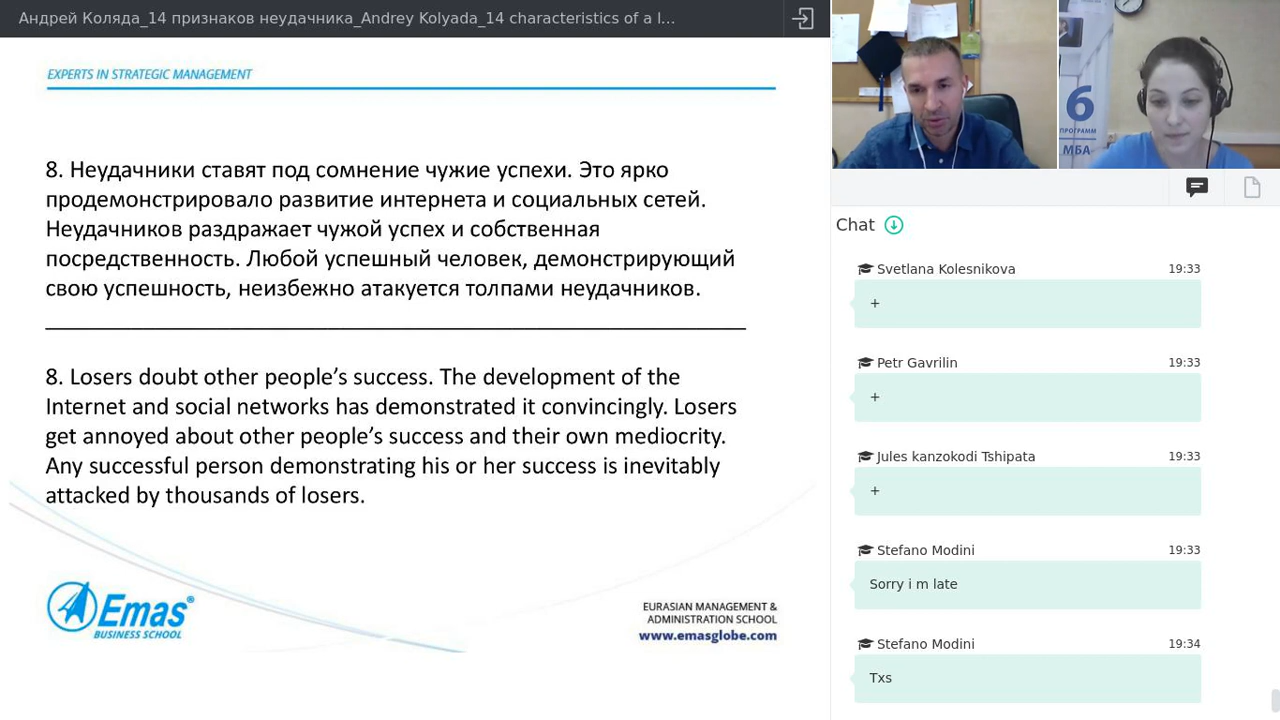 Андрей Коляда_14 признаков неудачника_Andrey Kolyada_14 characteristics of a l...
EXPERTS IN STRATEGIC MANAGEMENT
8. Неудачники ставят под сомнение чужие успехи. Это ярко
продемонстрировало развитие интернета и социальных сетей.
Неудачников раздражает чужой успех и собственная
посредственность. Любой успешный человек, демонстрирующий
свою успешность, неизбежно атакуется толпами неудачников.
8. Losers doubt other people’s success. The development of the
Internet and social networks has demonstrated it convincingly. Losers
get annoyed about other people’s success and their own mediocrity.
Any successful person demonstrating his or her success is inevitably
attacked by thousands of losers.
Emas®
BUSINESS SCHOOL
EURASIAN MANAGEMENT &
ADMINISTRATION SCHOOL
www.emasglobe.com
6
ПРОГРАММ
МБА
Chat
Svetlana Kolesnikova 19:33
+
Petr Gavrilin 19:33
+
Jules kanzokodi Tshipata 19:33
+
Stefano Modini 19:33
Sorry i m late
Stefano Modini 19:34
Txs